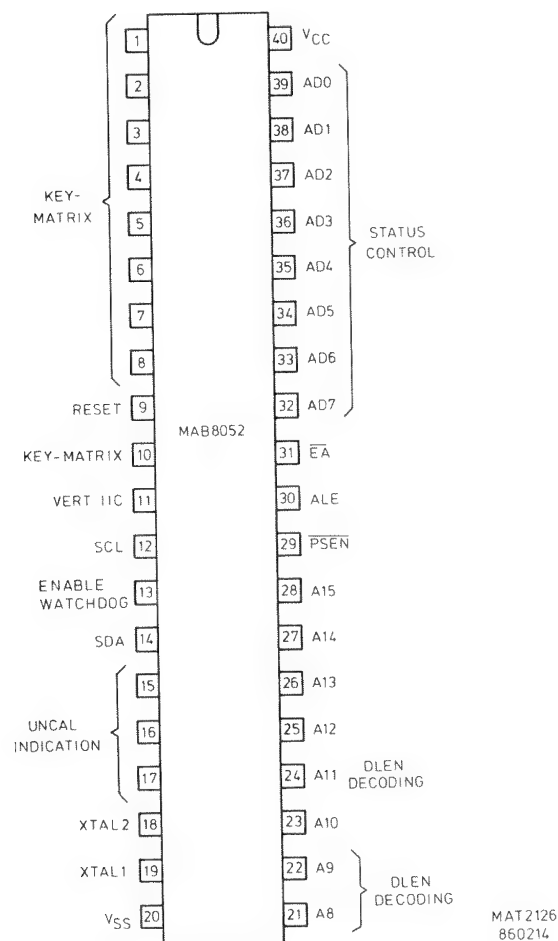 1 40 VCC
2 39 AD0
3 38 AD1
4 37 AD2
KEY-
MATRIX
5 36 AD3
STATUS
CONTROL
6 35 AD4
7 34 AD5
8 33 AD6
RESET 9 32 AD7
MAB8052
KEY-MATRIX 10 31 EA
VERT IIC 11 30 ALE
SCL 12 29 PSEN
ENABLE
WATCHDOG 13 28 A15
SDA 14 27 A14
15 26 A13
UNCAL
INDICATION
16 25 A12
17 24 A11 DLEN
DECODING
XTAL2 18 23 A10
XTAL1 19 22 A9
DLEN
DECODING
VSS 20 21 A8
MAT2126
860214